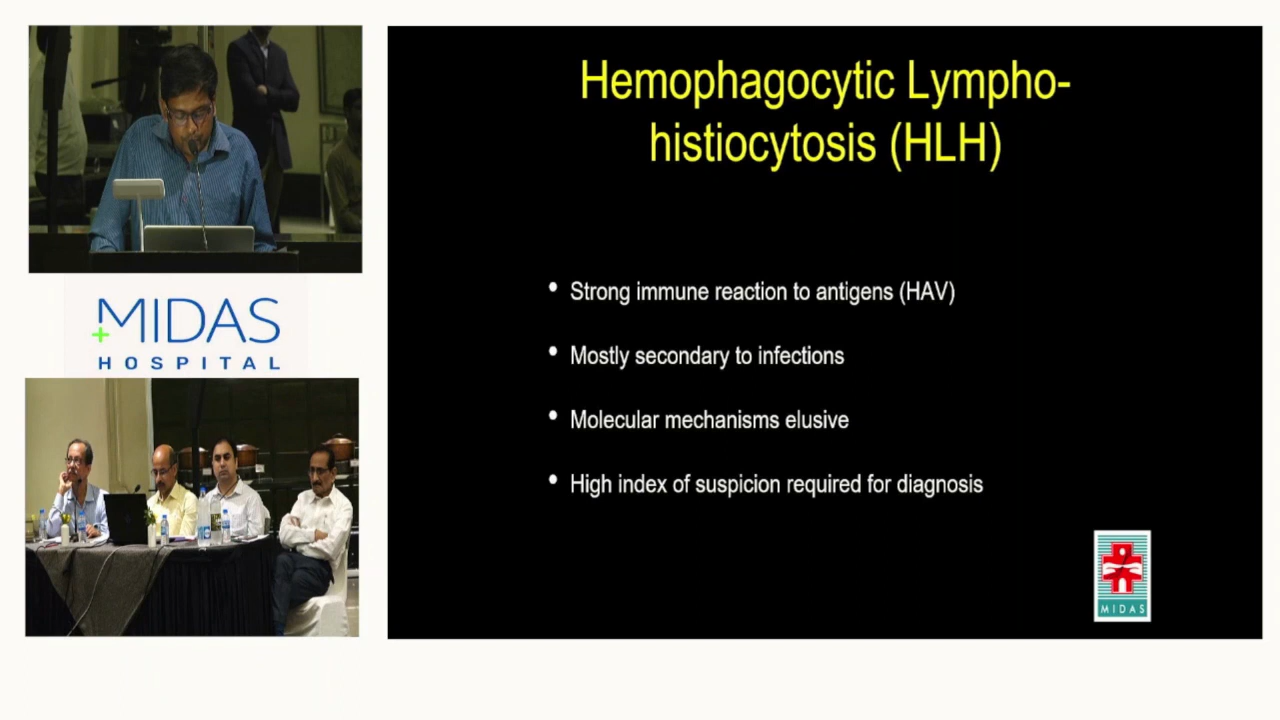 Hemophagocytic Lympho-
histiocytosis (HLH)
• Strong immune reaction to antigens (HAV)
• Mostly secondary to infections
• Molecular mechanisms elusive
• High index of suspicion required for diagnosis
MIDAS
MIDAS
HOSPITAL